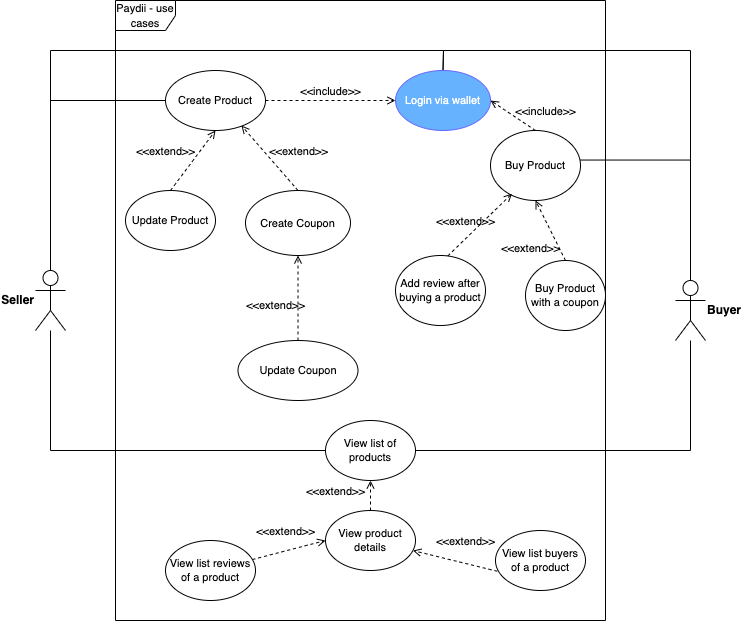 Paydii - use
cases
Create Product
<<include>>
Login via wallet
<<include>>
<<extend>>
<<extend>>
Buy Product
Update Product
Create Coupon
<<extend>>
<<extend>>
Add review after
buying a product
Buy Product
with a coupon
Seller
<<extend>>
Buyer
Update Coupon
View list of
products
<<extend>>
<<extend>>
View product
details
<<extend>>
View list reviews
of a product
View list buyers
of a product